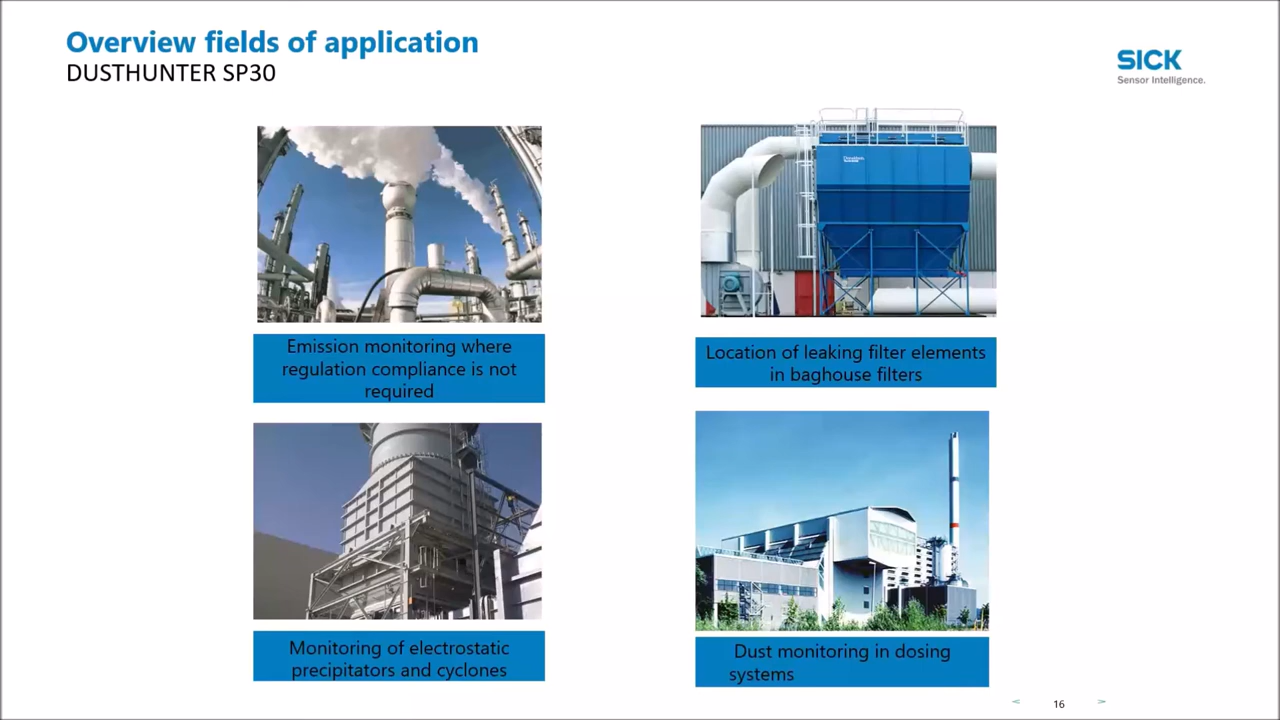 Overview fields of application
DUSTHUNTER SP30
SICK
Sensor Intelligence.
Emission monitoring where
regulation compliance is not
required
Location of leaking filter elements
in baghouse filters
Monitoring of electrostatic
precipitators and cyclones
Dust monitoring in dosing
systems
< 16 >